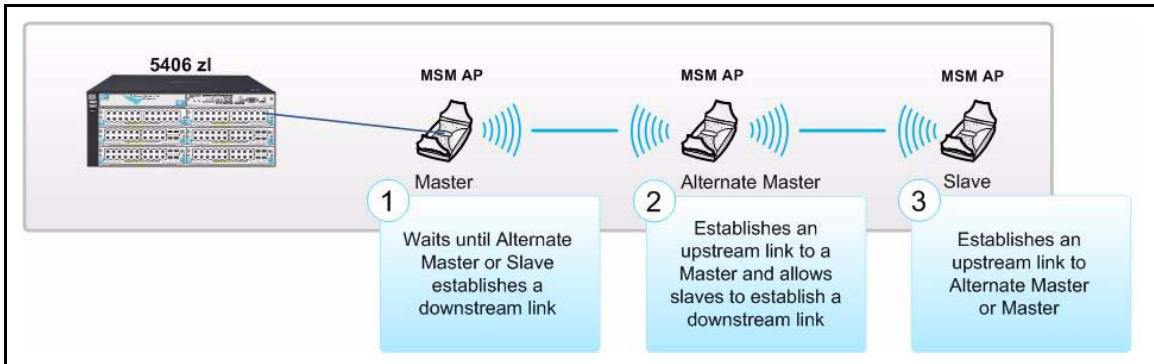 5406 zl
MSM AP
MSM AP
MSM AP
Master
Alternate Master
Slave
1
Waits until Alternate
Master or Slave
establishes a
downstream link
2
Establishes an
upstream link to a
Master and allows
slaves to establish a
downstream link
3
Establishes an
upstream link to
Alternate Master
or Master